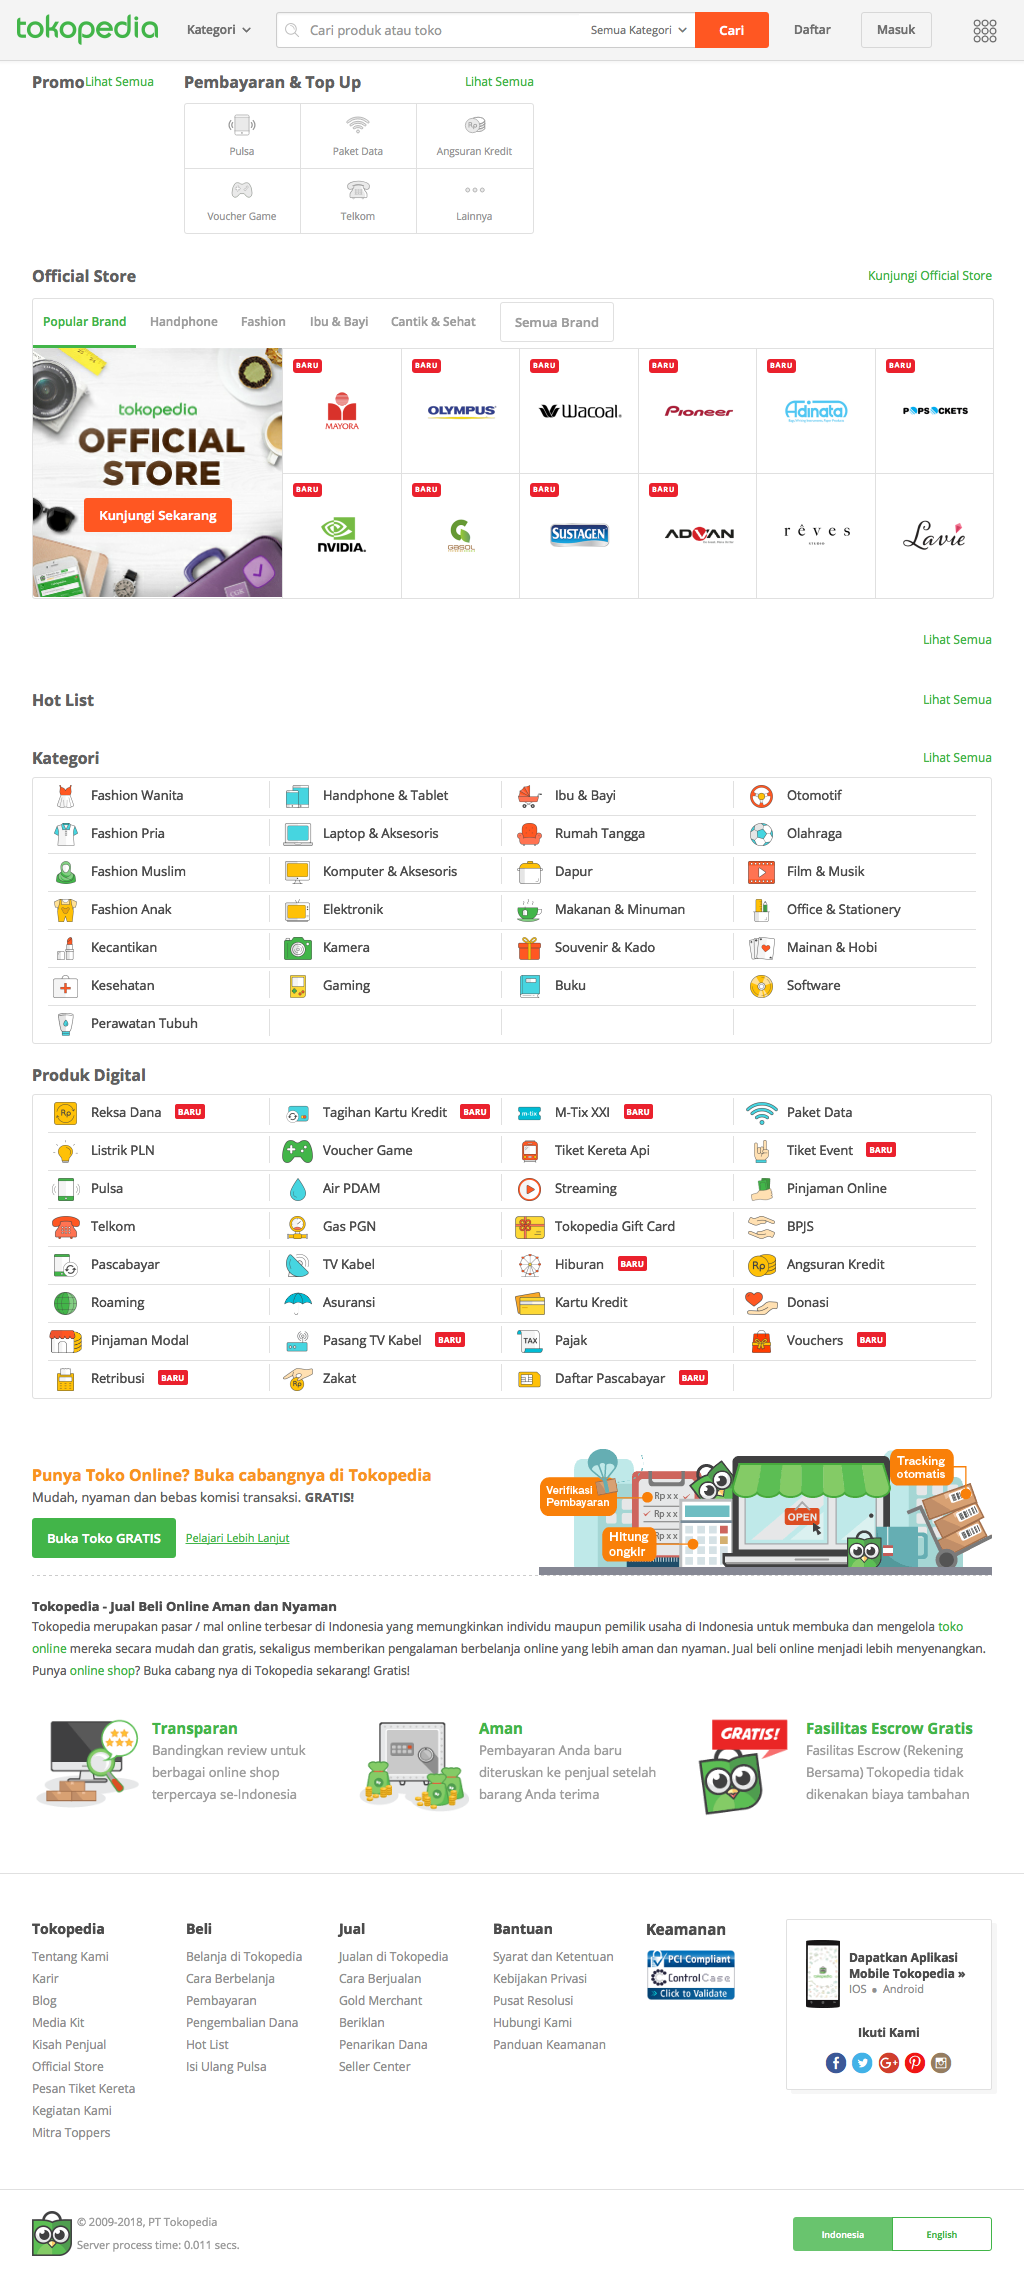 tokopedia
Kategori
Cari produk atau toko
Semua Kategori
Cari
Daftar
Masuk
Promo
Lihat Semua
Pembayaran & Top Up
Lihat Semua
Pulsa
Paket Data
Angsuran Kredit
Voucher Game
Telkom
Lainnya
Official Store
Kunjungi Official Store
Popular Brand
Handphone
Fashion
Ibu & Bayi
Cantik & Sehat
Semua Brand
tokopedia
OFFICIAL
STORE
Kunjungi Sekarang
BARU
MAYORA
BARU
OLYMPUS
BARU
Wacoal
BARU
Pioneer
BARU
Adinata
BARU
POPSOCKETS
BARU
NVIDIA.
BARU
GASOL
BARU
SUSTAGEN
BARU
ADVAN
rêves
STUDIO
Lavie
Lihat Semua
Hot List
Lihat Semua
Kategori
Lihat Semua
Fashion Wanita
Handphone & Tablet
Ibu & Bayi
Otomotif
Fashion Pria
Laptop & Aksesoris
Rumah Tangga
Olahraga
Fashion Muslim
Komputer & Aksesoris
Dapur
Film & Musik
Fashion Anak
Elektronik
Makanan & Minuman
Office & Stationery
Kecantikan
Kamera
Souvenir & Kado
Mainan & Hobi
Kesehatan
Gaming
Buku
Software
Perawatan Tubuh
Produk Digital
Rp
Reksa Dana
BARU
Tagihan Kartu Kredit
BARU
m-tix
M-Tix XXI
BARU
Paket Data
Listrik PLN
Voucher Game
Tiket Kereta Api
Tiket Event
BARU
Pulsa
Air PDAM
Streaming
Pinjaman Online
Telkom
Gas PGN
Tokopedia Gift Card
BPJS
Pascabayar
TV Kabel
Hiburan
BARU
Rp
Angsuran Kredit
Roaming
Asuransi
Kartu Kredit
Donasi
Pinjaman Modal
Pasang TV Kabel
BARU
TAX
Pajak
Vouchers
BARU
Retribusi
BARU
Rp
Zakat
Daftar Pascabayar
BARU
Punya Toko Online? Buka cabangnya di Tokopedia
Mudah, nyaman dan bebas komisi transaksi. GRATIS!
Buka Toko GRATIS
Pelajari Lebih Lanjut
Verifikasi
Pembayaran
Rp x x
Rp x x
Hitung
ongkir
OPEN
Tracking
otomatis
Tokopedia - Jual Beli Online Aman dan Nyaman
Tokopedia merupakan pasar / mal online terbesar di Indonesia yang memungkinkan individu maupun pemilik usaha di Indonesia untuk membuka dan mengelola toko
online mereka secara mudah dan gratis, sekaligus memberikan pengalaman berbelanja online yang lebih aman dan nyaman. Jual beli online menjadi lebih menyenangkan.
Punya online shop? Buka cabang nya di Tokopedia sekarang! Gratis!
Transparan
Bandingkan review untuk
berbagai online shop
terpercaya se-Indonesia
Aman
Pembayaran Anda baru
diteruskan ke penjual setelah
barang Anda terima
GRATIS!
Fasilitas Escrow Gratis
Fasilitas Escrow (Rekening
Bersama) Tokopedia tidak
dikenakan biaya tambahan
Tokopedia
Tentang Kami
Karir
Blog
Media Kit
Kisah Penjual
Official Store
Pesan Tiket Kereta
Kegiatan Kami
Mitra Toppers
Beli
Belanja di Tokopedia
Cara Berbelanja
Pembayaran
Pengembalian Dana
Hot List
Isi Ulang Pulsa
Jual
Jualan di Tokopedia
Cara Berjualan
Gold Merchant
Beriklan
Penarikan Dana
Seller Center
Bantuan
Syarat dan Ketentuan
Kebijakan Privasi
Pusat Resolusi
Hubungi Kami
Panduan Keamanan
Keamanan
PCI Compliant
ControlCase
> Click to Validate
Dapatkan Aplikasi
Mobile Tokopedia »
IOS ● Android
Ikuti Kami
© 2009-2018, PT Tokopedia
Server process time: 0.011 secs.
Indonesia
English